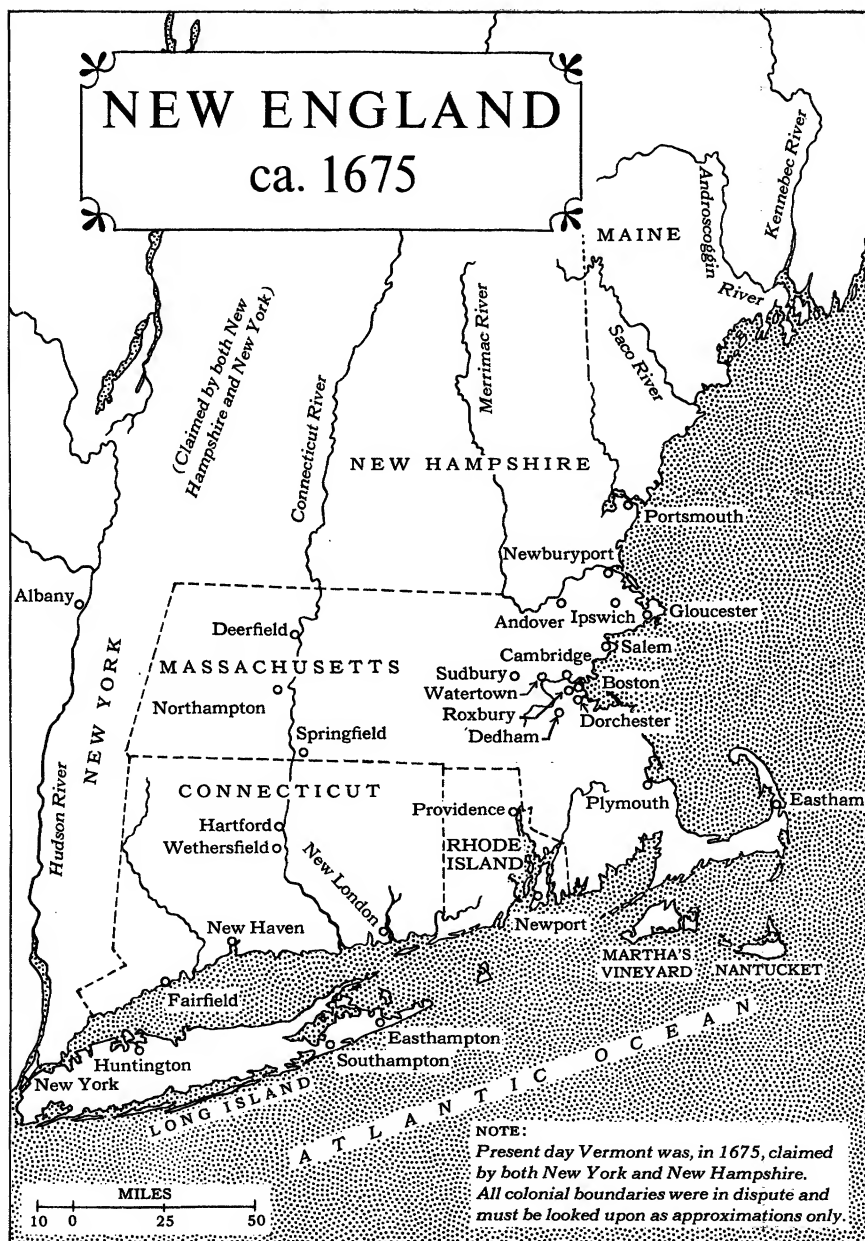 NEW ENGLAND
ca. 1675
MAINE
Androscoggin
River
Kennebec River
Saco River
(Claimed by both New
Hampshire and New York)
Connecticut River
Merrimac River
NEW HAMPSHIRE
Portsmouth
Newburyport
Albany
Andover
Ipswich
Gloucester
Deerfield
Salem
Cambridge
MASSACHUSETTS
Sudbury
Boston
Watertown
Northampton
Roxbury
Dorchester
Dedham
Springfield
NEW YORK
Hudson River
CONNECTICUT
Plymouth
Eastham
Providence
Hartford
Wethersfield
RHODE
ISLAND
New London
New Haven
Newport
MARTHA'S
VINEYARD
NANTUCKET
Fairfield
Easthampton
Southampton
Huntington
New York
LONG ISLAND
ATLANTIC OCEAN
NOTE:
Present day Vermont was, in 1675, claimed
by both New York and New Hampshire.
All colonial boundaries were in dispute and
must be looked upon as approximations only.
MILES
10 0 25 50